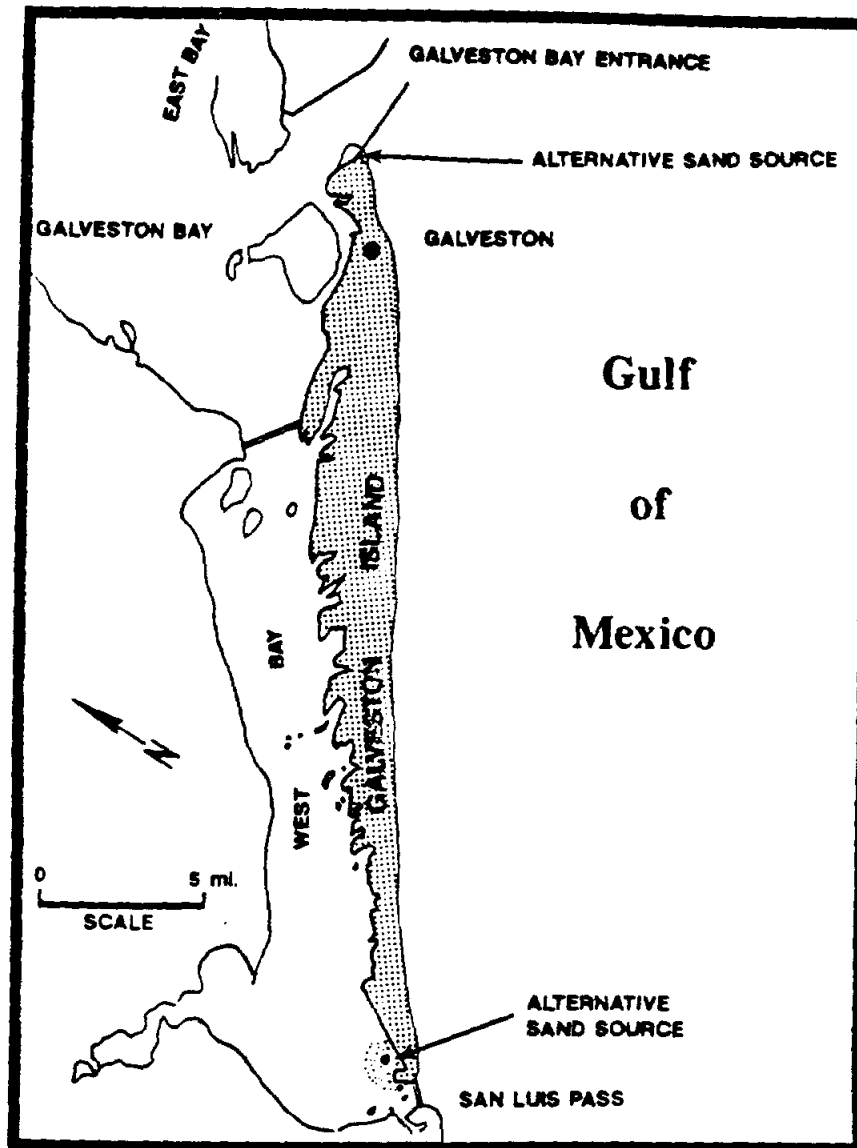 EAST BAY
GALVESTON BAY ENTRANCE
ALTERNATIVE SAND SOURCE
GALVESTON BAY
GALVESTON
Gulf
of
Mexico
GALVESTON ISLAND
WEST BAY
N
0 5 mi.
SCALE
ALTERNATIVE
SAND SOURCE
SAN LUIS PASS